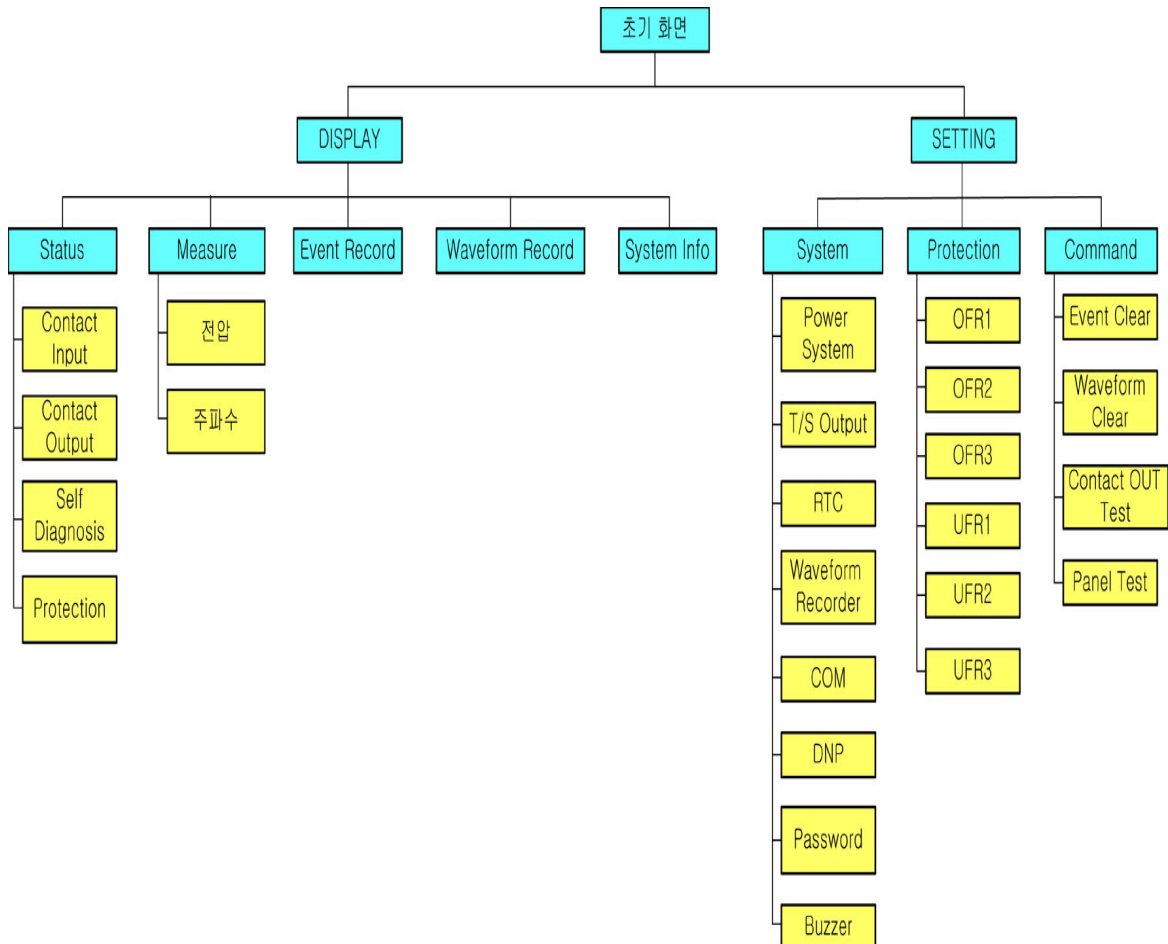 초기 화면
DISPLAY
SETTING
Status
Measure
Event Record
Waveform Record
System Info
System
Protection
Command
Contact
Input
Contact
Output
Self
Diagnosis
Protection
전압
주파수
Power
System
T/S Output
RTC
Waveform
Recorder
COM
DNP
Password
Buzzer
OFR1
OFR2
OFR3
UFR1
UFR2
UFR3
Event Clear
Waveform
Clear
Contact OUT
Test
Panel Test